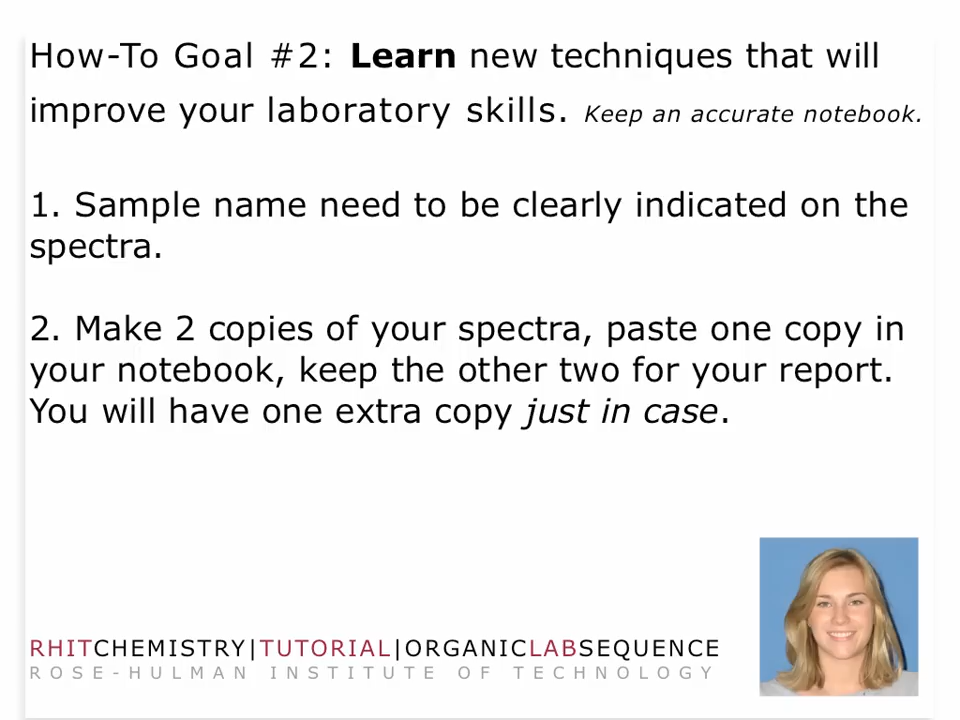 How-To Goal #2: Learn new techniques that will
improve your laboratory skills. Keep an accurate notebook.
1. Sample name need to be clearly indicated on the
spectra.
2. Make 2 copies of your spectra, paste one copy in
your notebook, keep the other two for your report.
You will have one extra copy just in case.
RHITCHEMISTRY|TUTORIAL|ORGANICLABSEQUENCE
ROSE-HULMAN INSTITUTE OF TECHNOLOGY